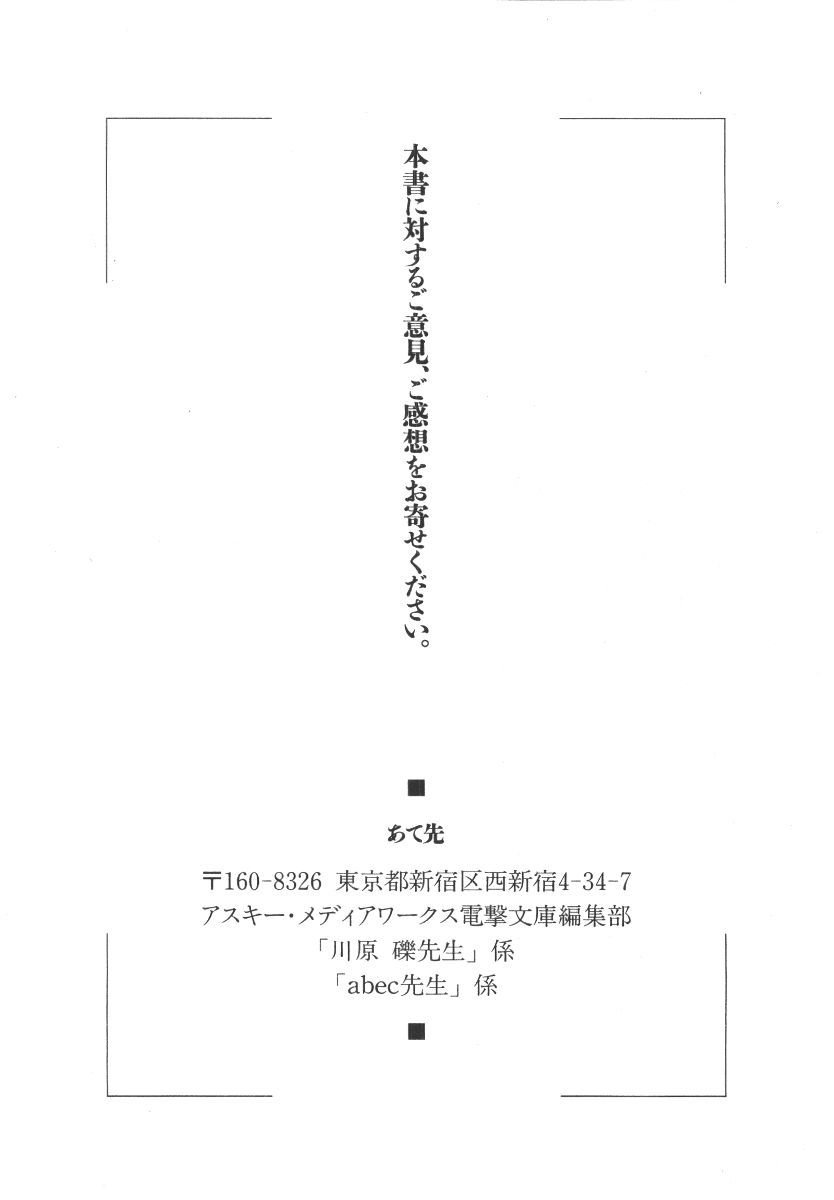 本書に対するご意見、ご感想をお寄せください。
■
あて先
〒160-8326 東京都新宿区西新宿4-34-7
アスキー・メディアワークス電撃文庫編集部
「川原 礫先生」係
「abec先生」係
■